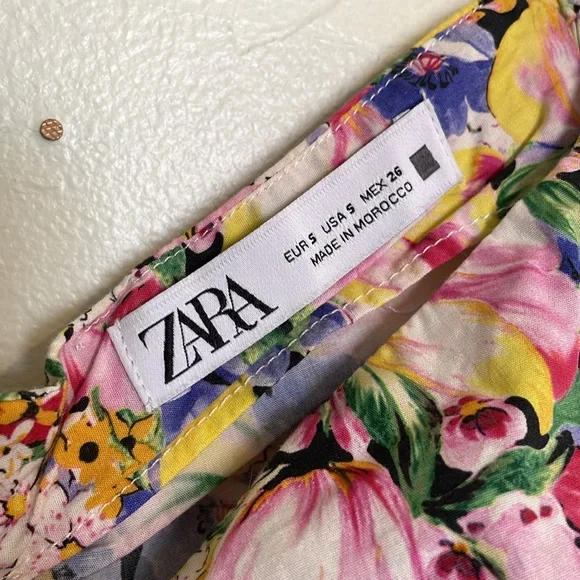 ZARA
EUR S USA S MEX 26
MADE IN MOROCCO